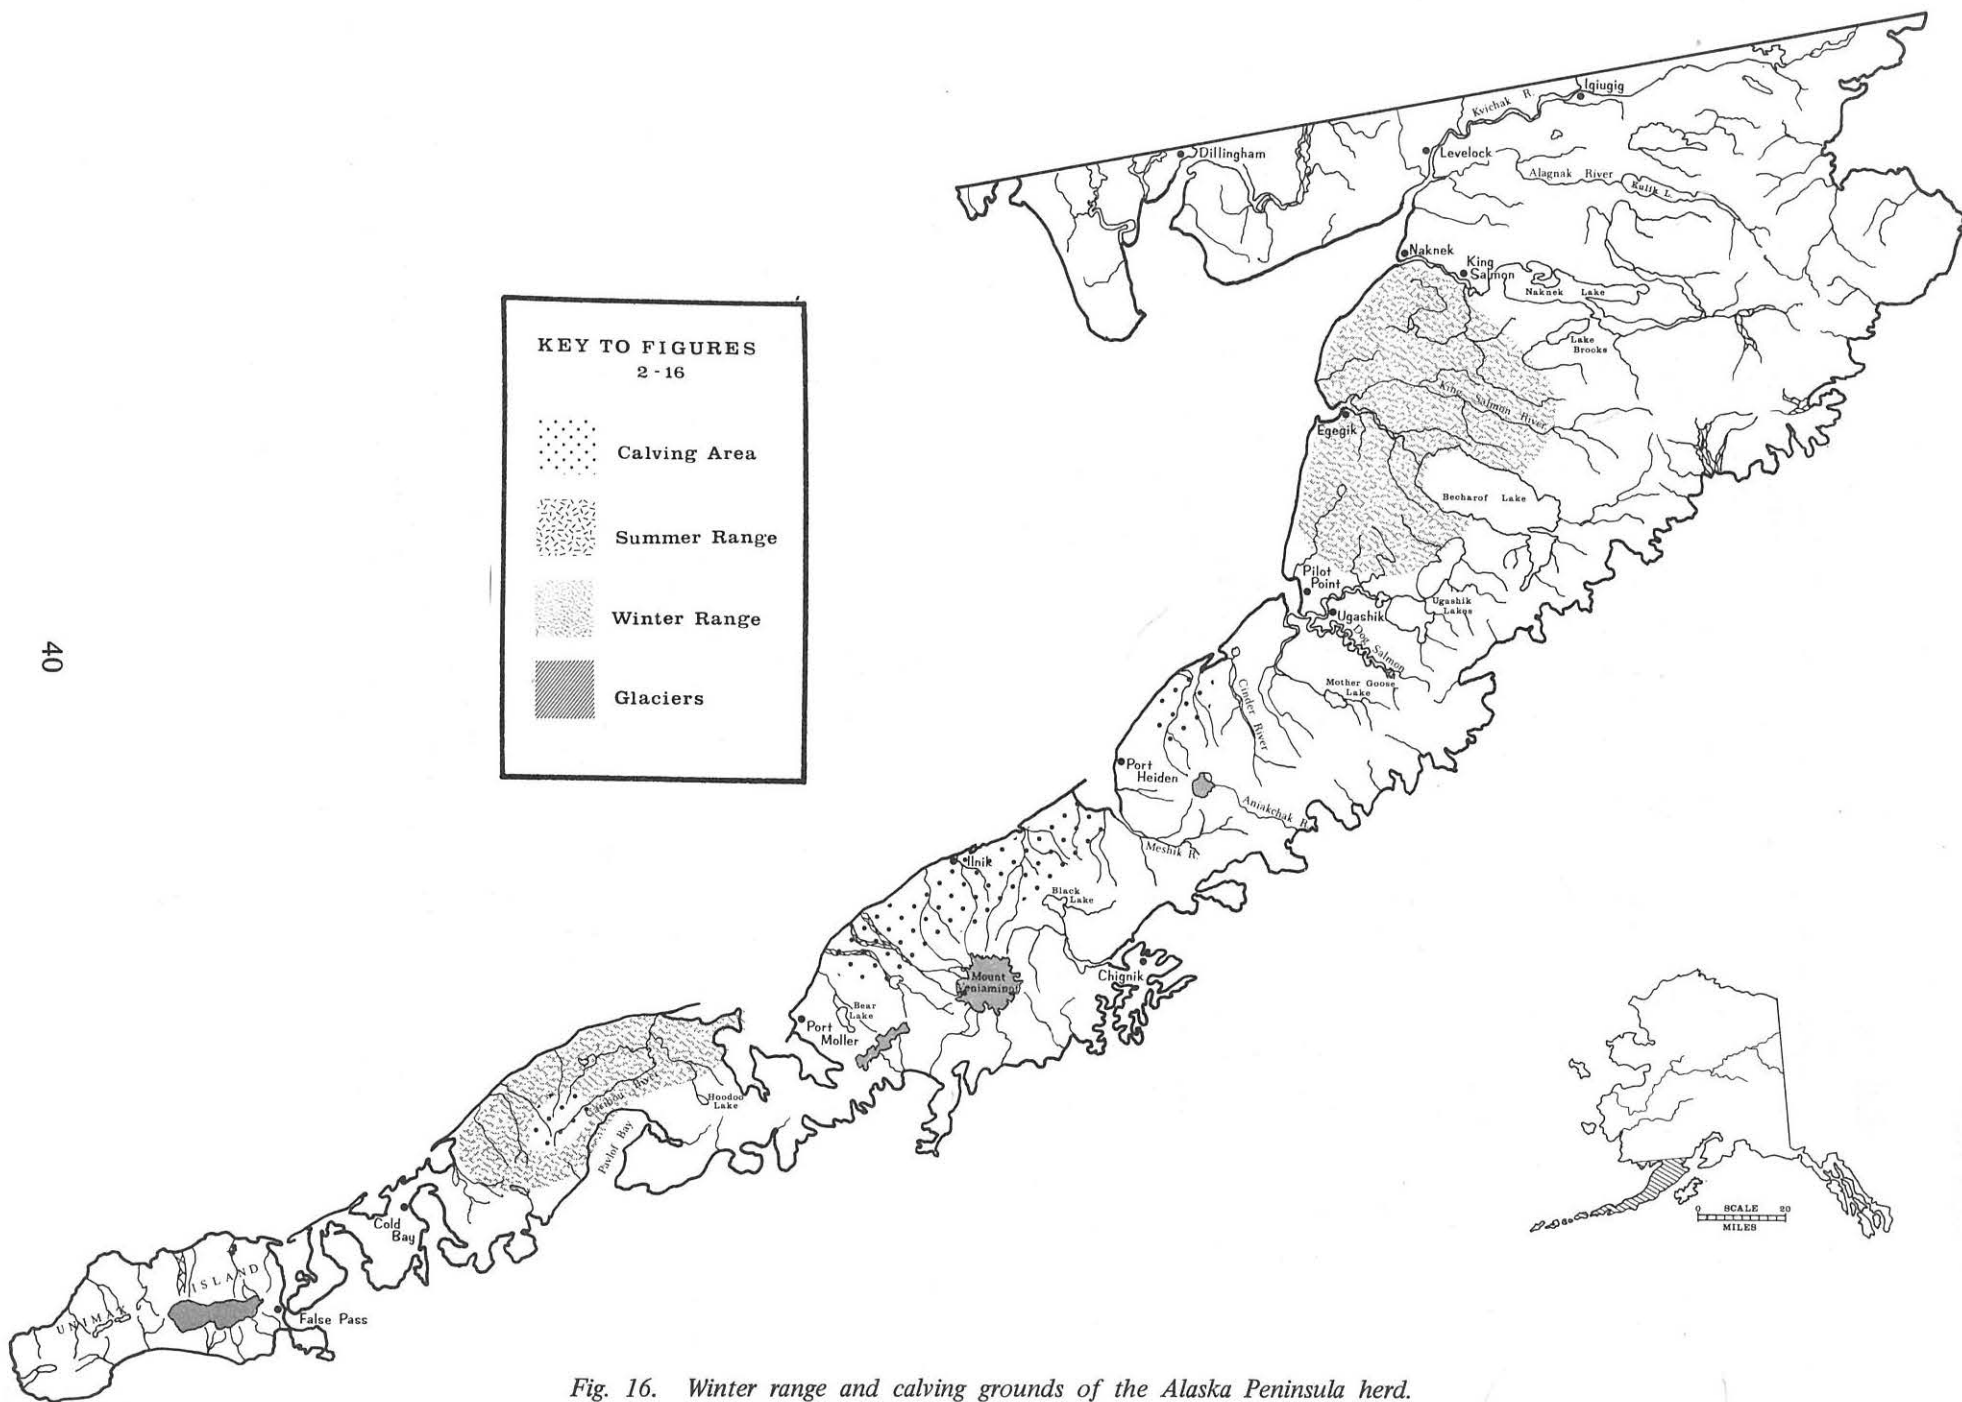 Iqiugig
Kvichak R.
Dillingham
Levelock
Alagnak River
Kulik L.
Naknek
King
Salmon
Naknek Lake
Lake
Brooks
King Salmon River
Egegik
Becharof Lake
Pilot
Point
Ugashik
Lakes
Ugashik
Dog Salmon
Mother Goose
Lake
Cinder River
Port
Heiden
Aniakchak R.
Meshik R.
Ilnik
Black
Lake
Mount
Veniaminof
Chignik
Bear
Lake
Port
Moller
Caribou River
Hoodoo
Lake
Pavlof Bay
Cold
Bay
UNIMAK ISLAND
False Pass
KEY TO FIGURES
2 - 16
Calving Area
Summer Range
Winter Range
Glaciers
0 SCALE 20
MILES
40
Fig. 16. Winter range and calving grounds of the Alaska Peninsula herd.